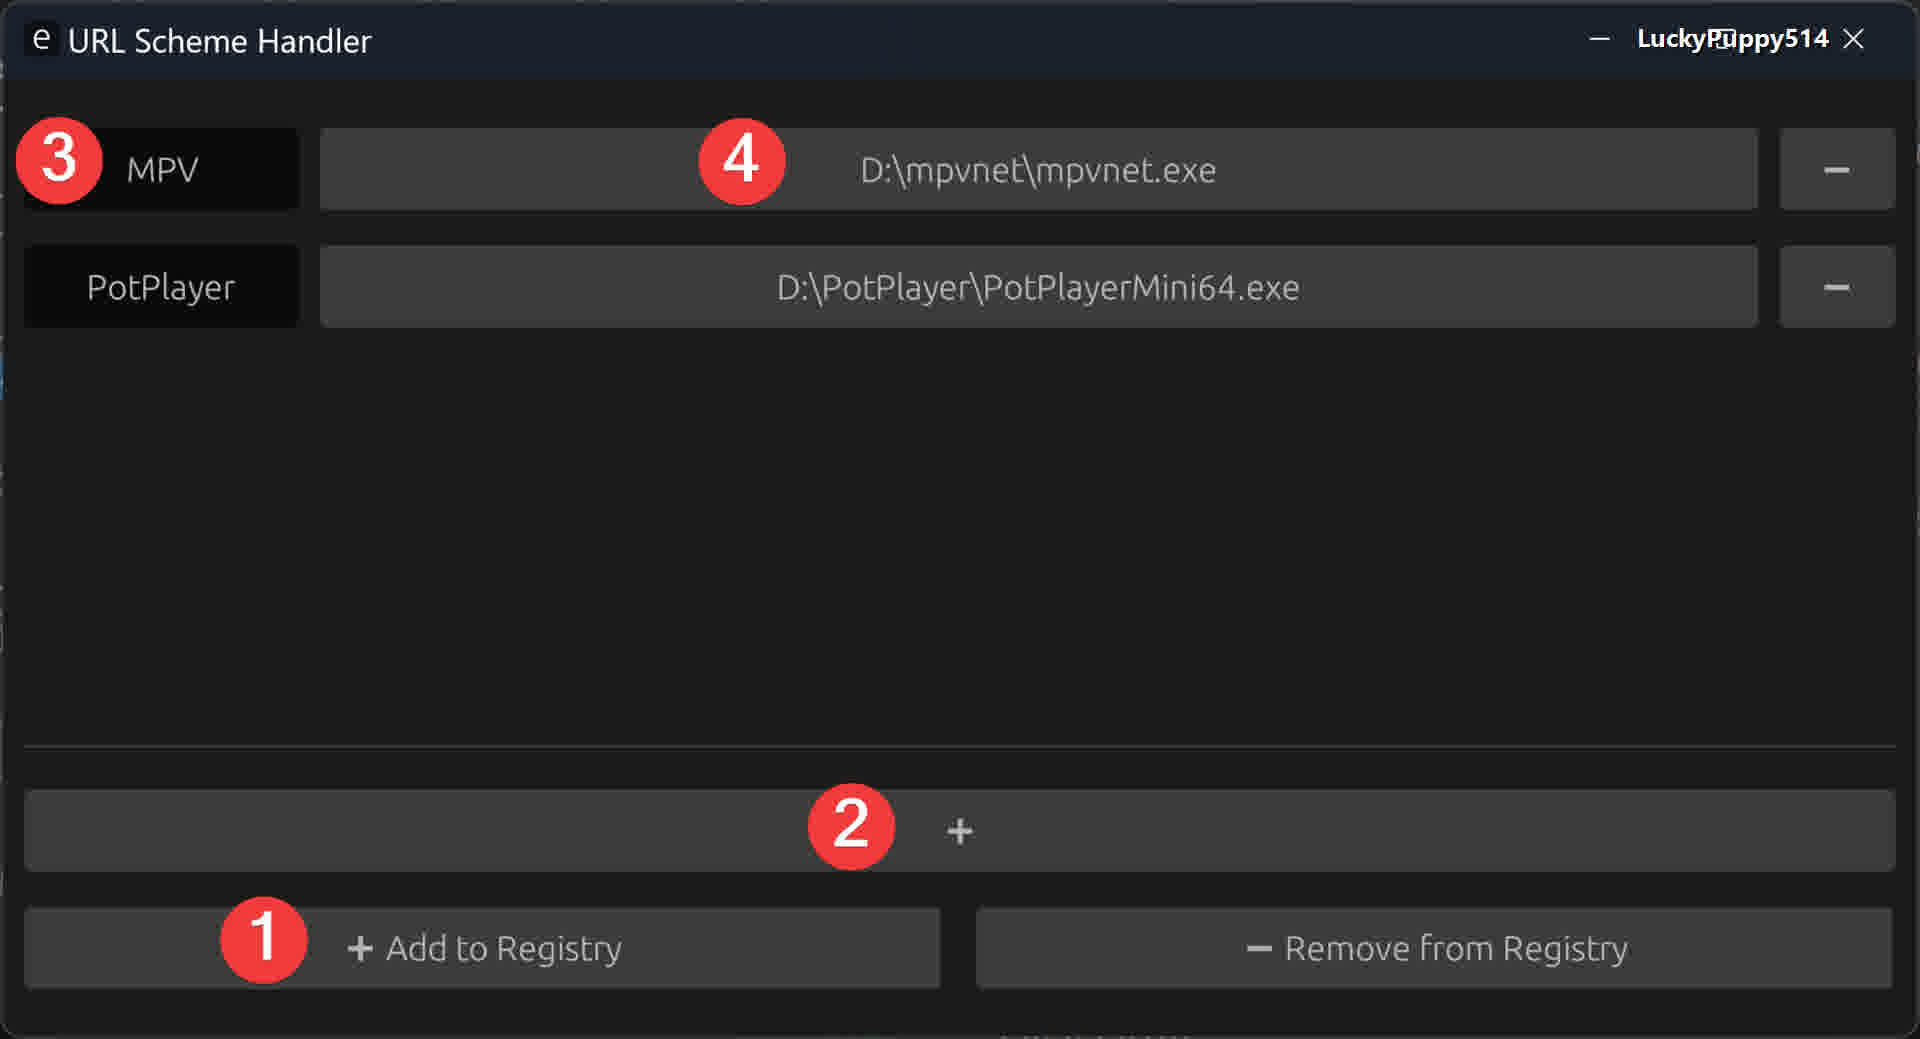 e URL Scheme Handler
LuckyPuppy514
3 MPV
4 D:\mpvnet\mpvnet.exe
PotPlayer
D:\PotPlayer\PotPlayerMini64.exe
2 +
1 + Add to Registry
− Remove from Registry